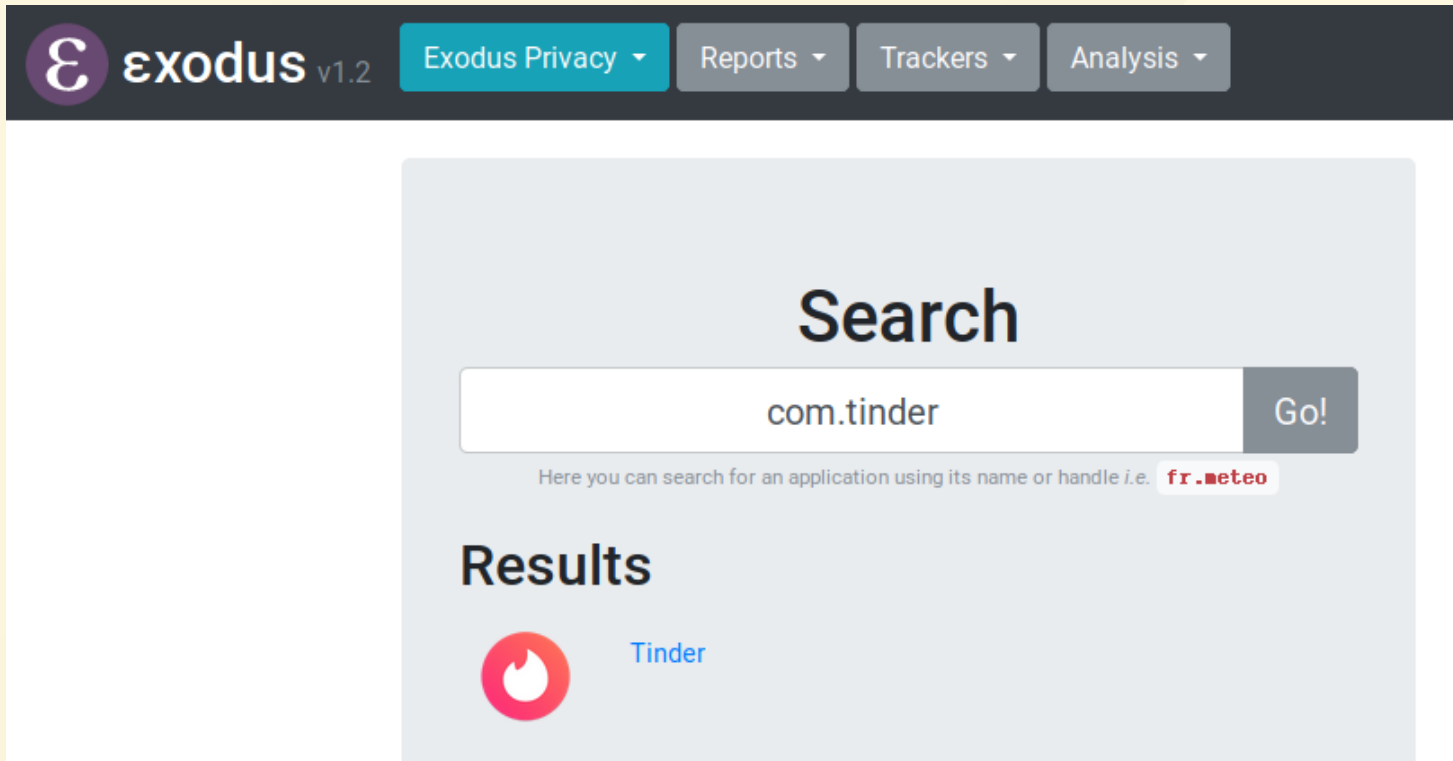 ε εxodus v1.2 Exodus Privacy Reports Trackers Analysis
Search
com.tinder Go!
Here you can search for an application using its name or handle i.e. fr.meteo
Results
Tinder